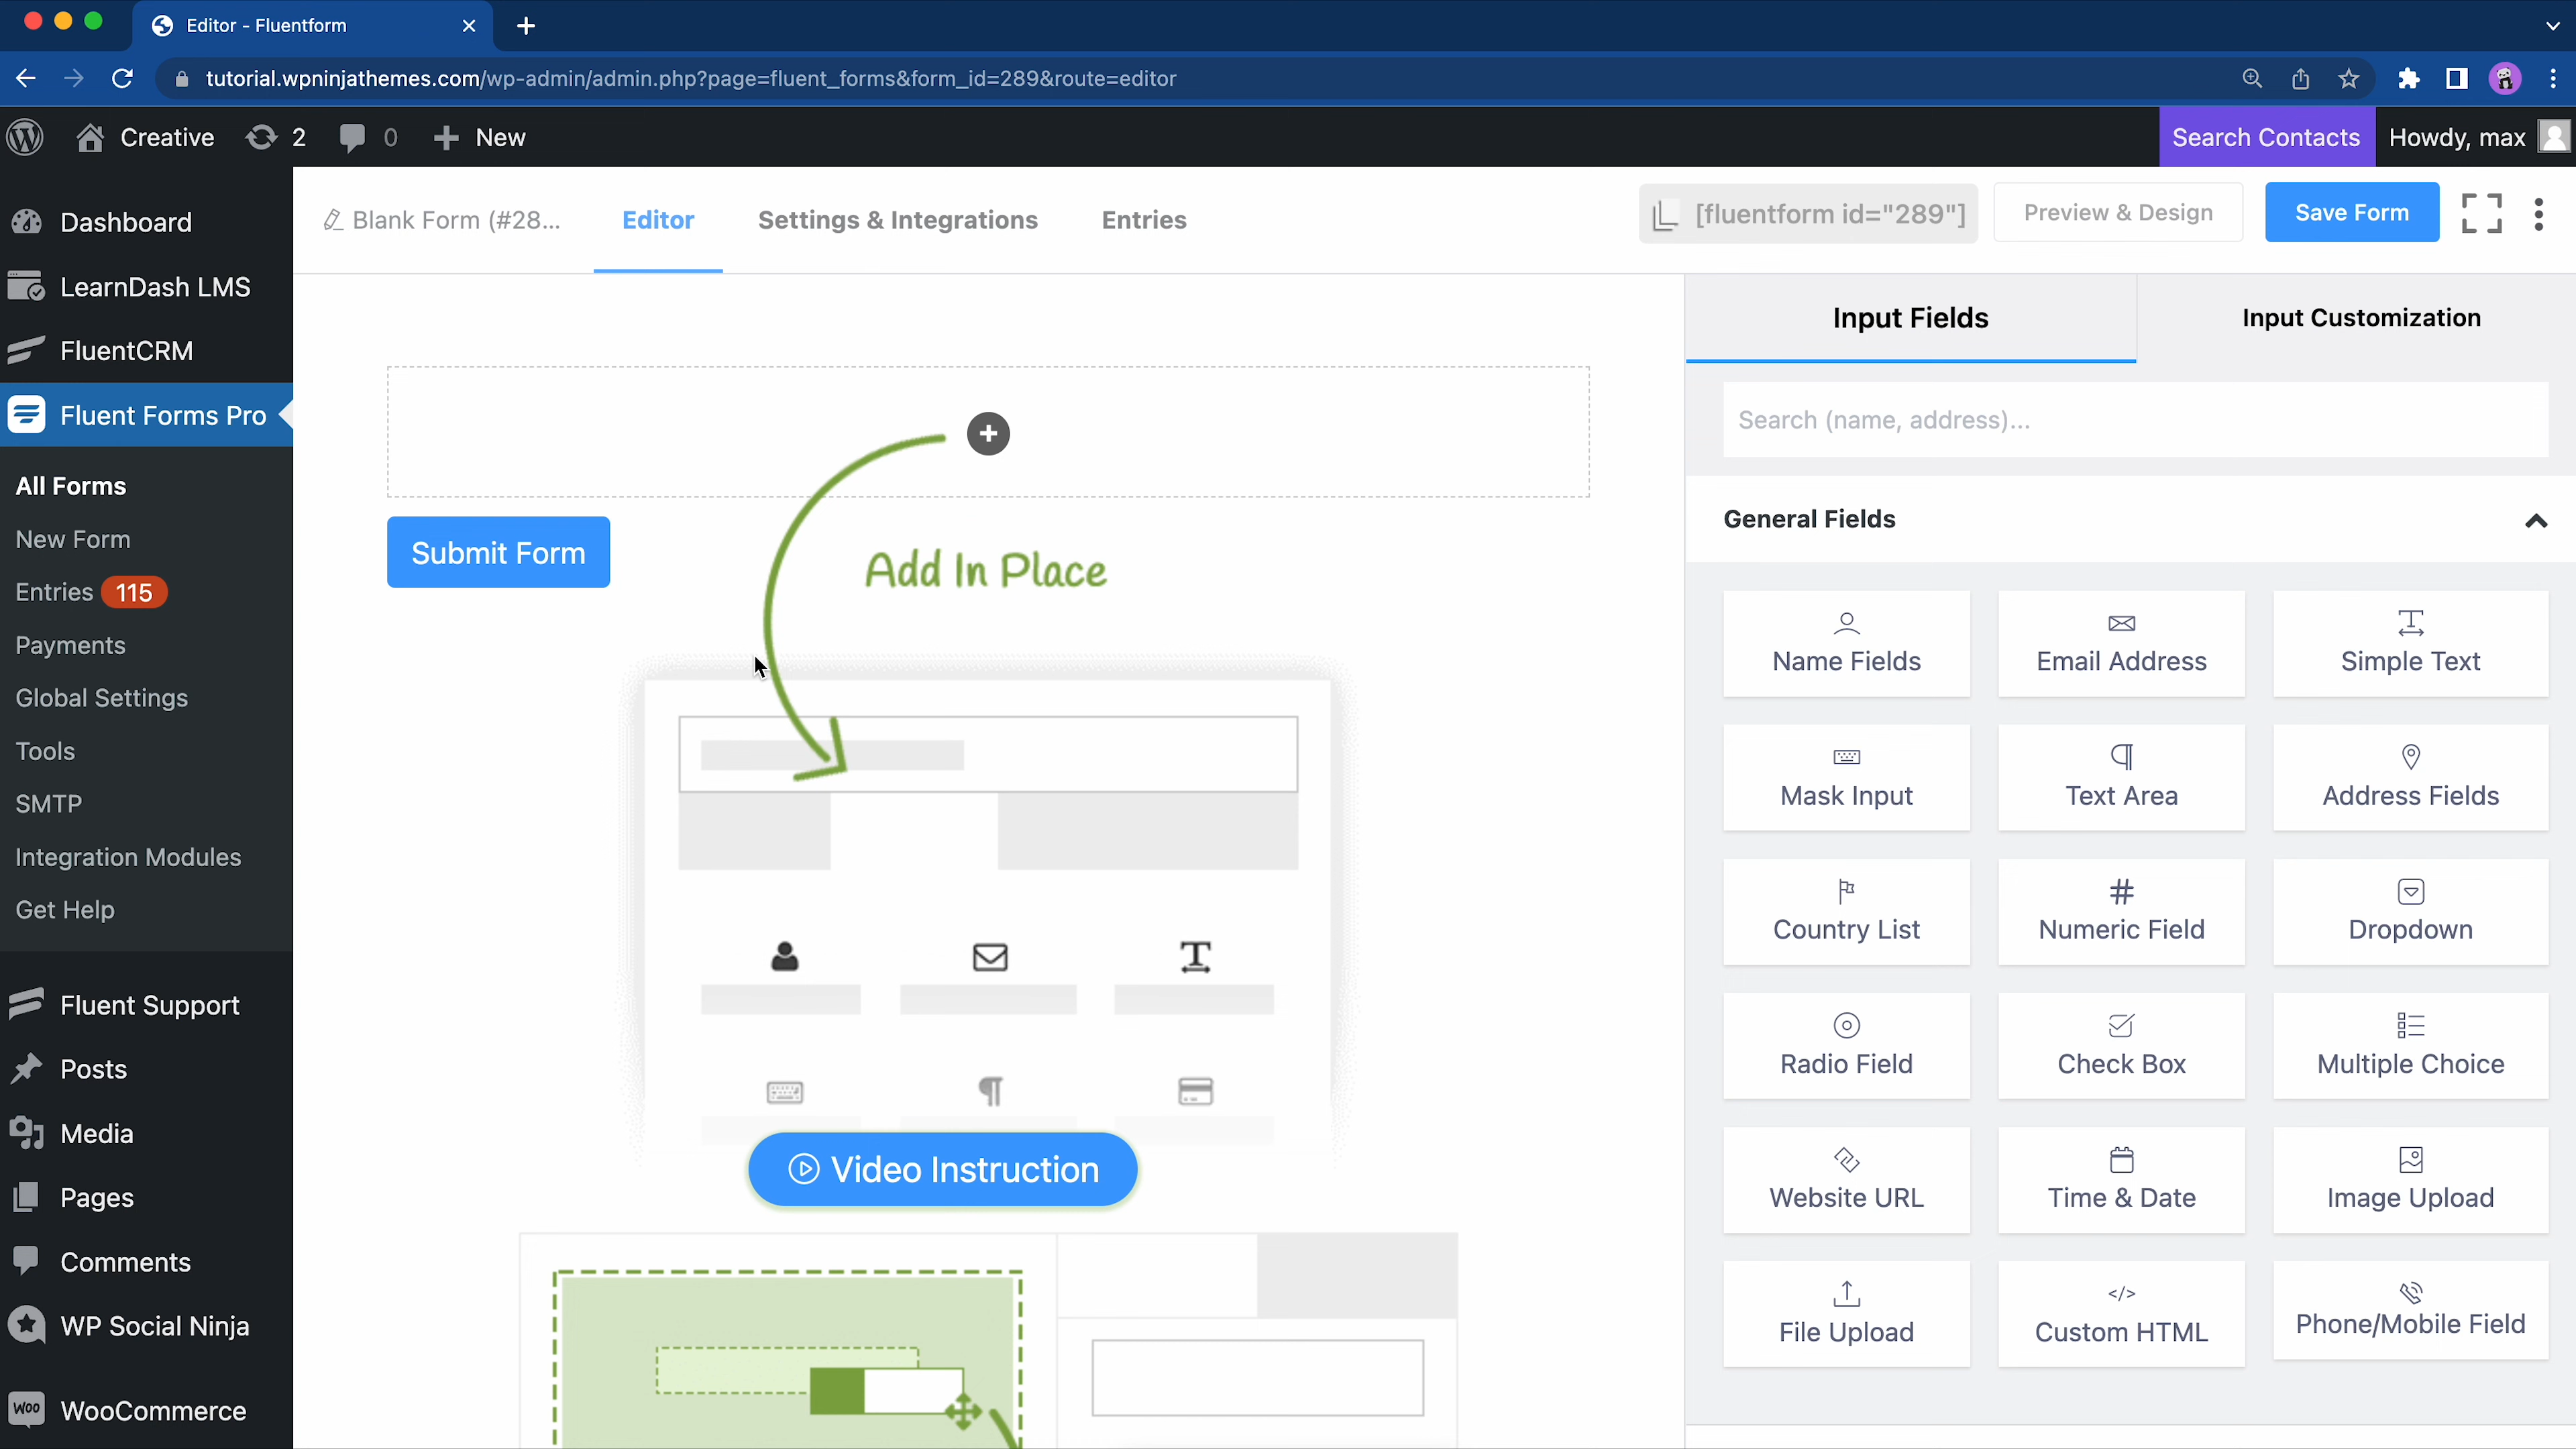 Editor - Fluentform
tutorial.wpninjathemes.com/wp-admin/admin.php?page=fluent_forms&form_id=289&route=editor
Creative
2
0
New
Search Contacts
Howdy, max
Dashboard
LearnDash LMS
FluentCRM
Fluent Forms Pro
All Forms
New Form
Entries 115
Payments
Global Settings
Tools
SMTP
Integration Modules
Get Help
Fluent Support
Posts
Media
Pages
Comments
WP Social Ninja
Woo
WooCommerce
Blank Form (#28...
Editor
Settings & Integrations
Entries
[fluentform id="289"]
Preview & Design
Save Form
Submit Form
Add In Place
Video Instruction
Input Fields
Input Customization
Search (name, address)...
General Fields
Name Fields
Email Address
Simple Text
Mask Input
Text Area
Address Fields
Country List
Numeric Field
Dropdown
Radio Field
Check Box
Multiple Choice
Website URL
Time & Date
Image Upload
File Upload
Custom HTML
Phone/Mobile Field